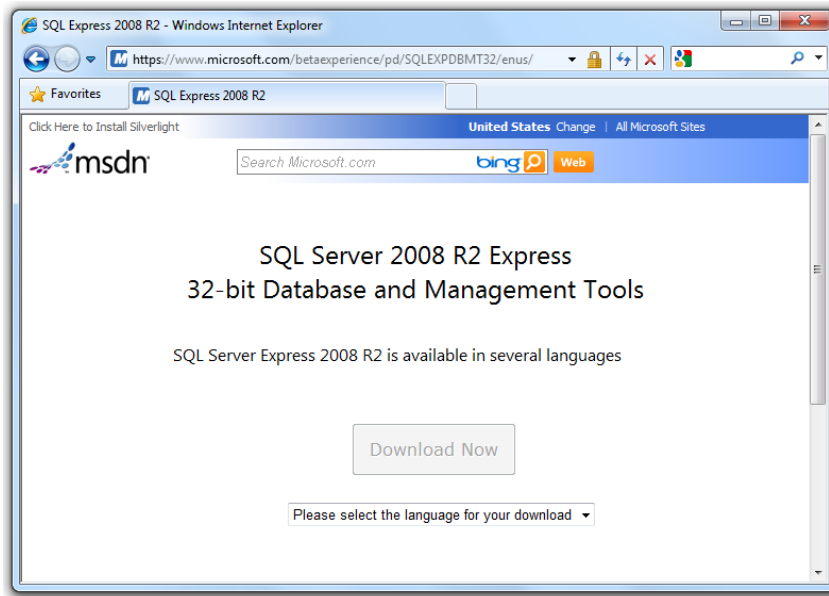 SQL Express 2008 R2 - Windows Internet Explorer
https://www.microsoft.com/betaexperience/pd/SQLEXPDBMT32/enus/
Favorites SQL Express 2008 R2
Click Here to Install Silverlight United States Change | All Microsoft Sites
msdn Search Microsoft.com bing Web
SQL Server 2008 R2 Express
32-bit Database and Management Tools
SQL Server Express 2008 R2 is available in several languages
Download Now
Please select the language for your download